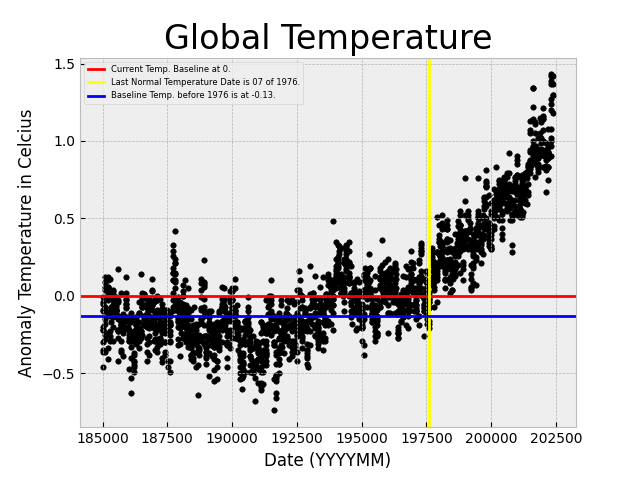 Global Temperature
Current Temp. Baseline at 0.
Last Normal Temperature Date is 07 of 1976.
Baseline Temp. before 1976 is at -0.13.
Anomaly Temperature in Celcius
1.5
1.0
0.5
0.0
−0.5
185000 187500 190000 192500 195000 197500 200000 202500
Date (YYYYMM)